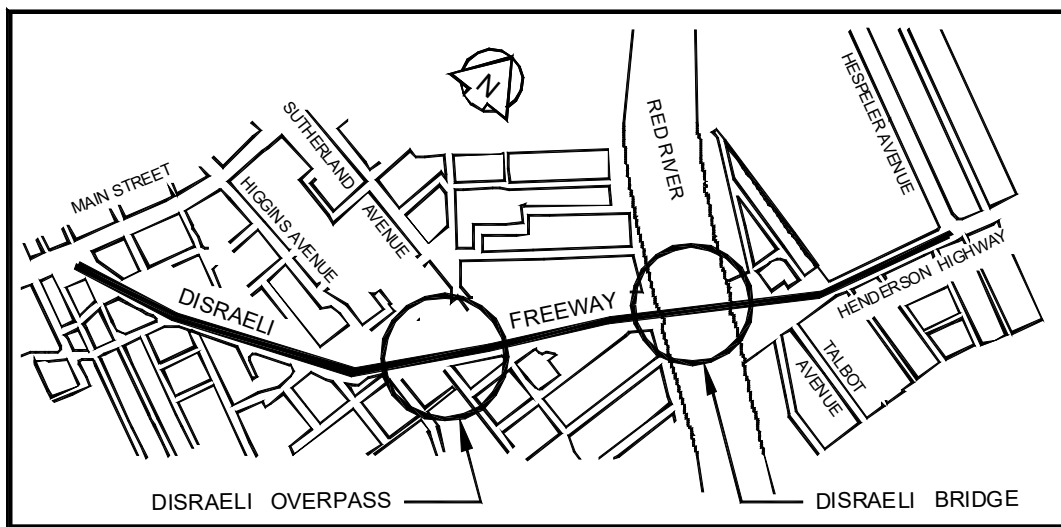 N
MAIN STREET
SUTHERLAND
AVENUE
HIGGINS AVENUE
RED RIVER
HESPELER AVENUE
DISRAELI
FREEWAY
HENDERSON HIGHWAY
TALBOT
AVENUE
DISRAELI OVERPASS
DISRAELI BRIDGE